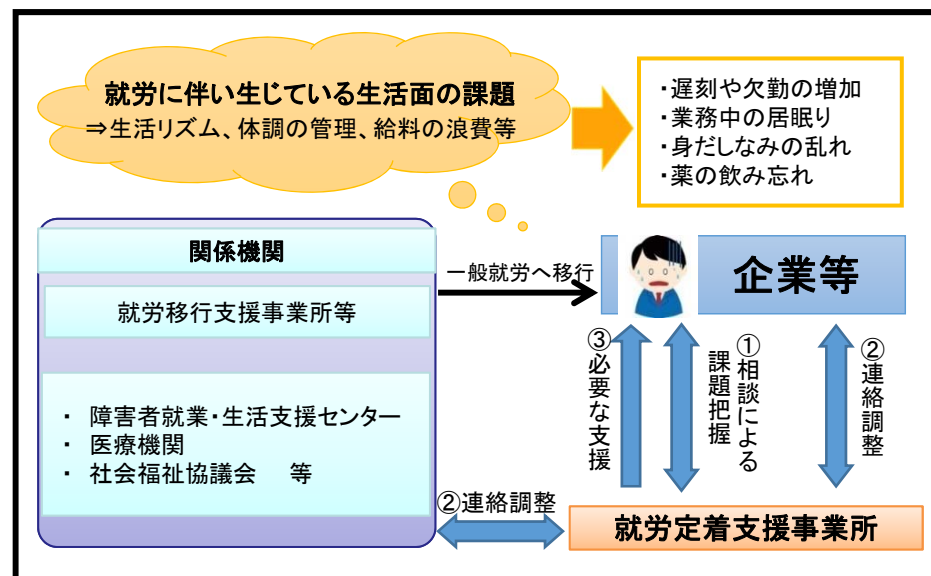 就労に伴い生じている生活面の課題
⇒生活リズム、体調の管理、給料の浪費等
・遅刻や欠勤の増加
・業務中の居眠り
・身だしなみの乱れ
・薬の飲み忘れ
関係機関
就労移行支援事業所等
・ 障害者就業・生活支援センター
・ 医療機関
・ 社会福祉協議会 等
一般就労へ移行
企業等
③必要な支援
①相談による
課題把握
②連絡調整
②連絡調整
就労定着支援事業所